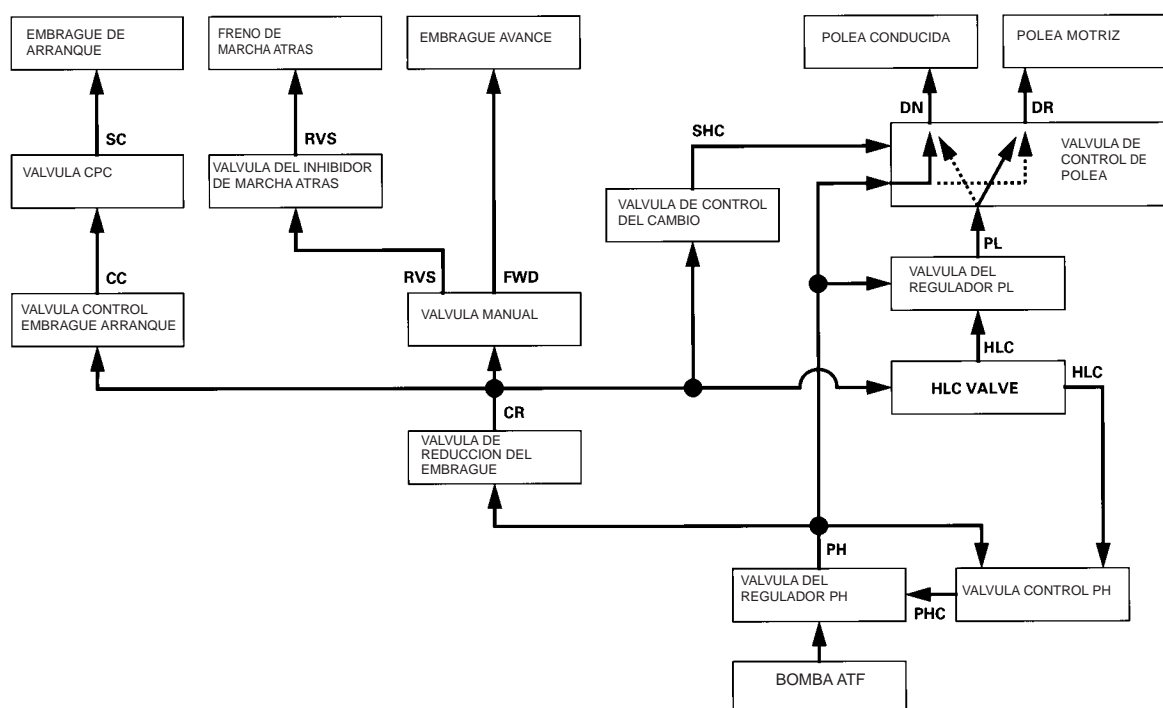 EMBRAGUE DE
ARRANQUE
FRENO DE
MARCHA ATRAS
EMBRAGUE AVANCE
POLEA CONDUCIDA
POLEA MOTRIZ
DN
DR
SC
RVS
SHC
VALVULA CPC
VALVULA DEL INHIBIDOR
DE MARCHA ATRAS
VALVULA DE
CONTROL DE
POLEA
VALVULA DE CONTROL
DEL CAMBIO
PL
CC
RVS
FWD
VALVULA DEL
REGULADOR PL
VALVULA CONTROL
EMBRAGUE ARRANQUE
VALVULA MANUAL
HLC
HLC VALVE
HLC
CR
VALVULA DE
REDUCCION DEL
EMBRAGUE
PH
VALVULA DEL
REGULADOR PH
PHC
VALVULA CONTROL PH
BOMBA ATF